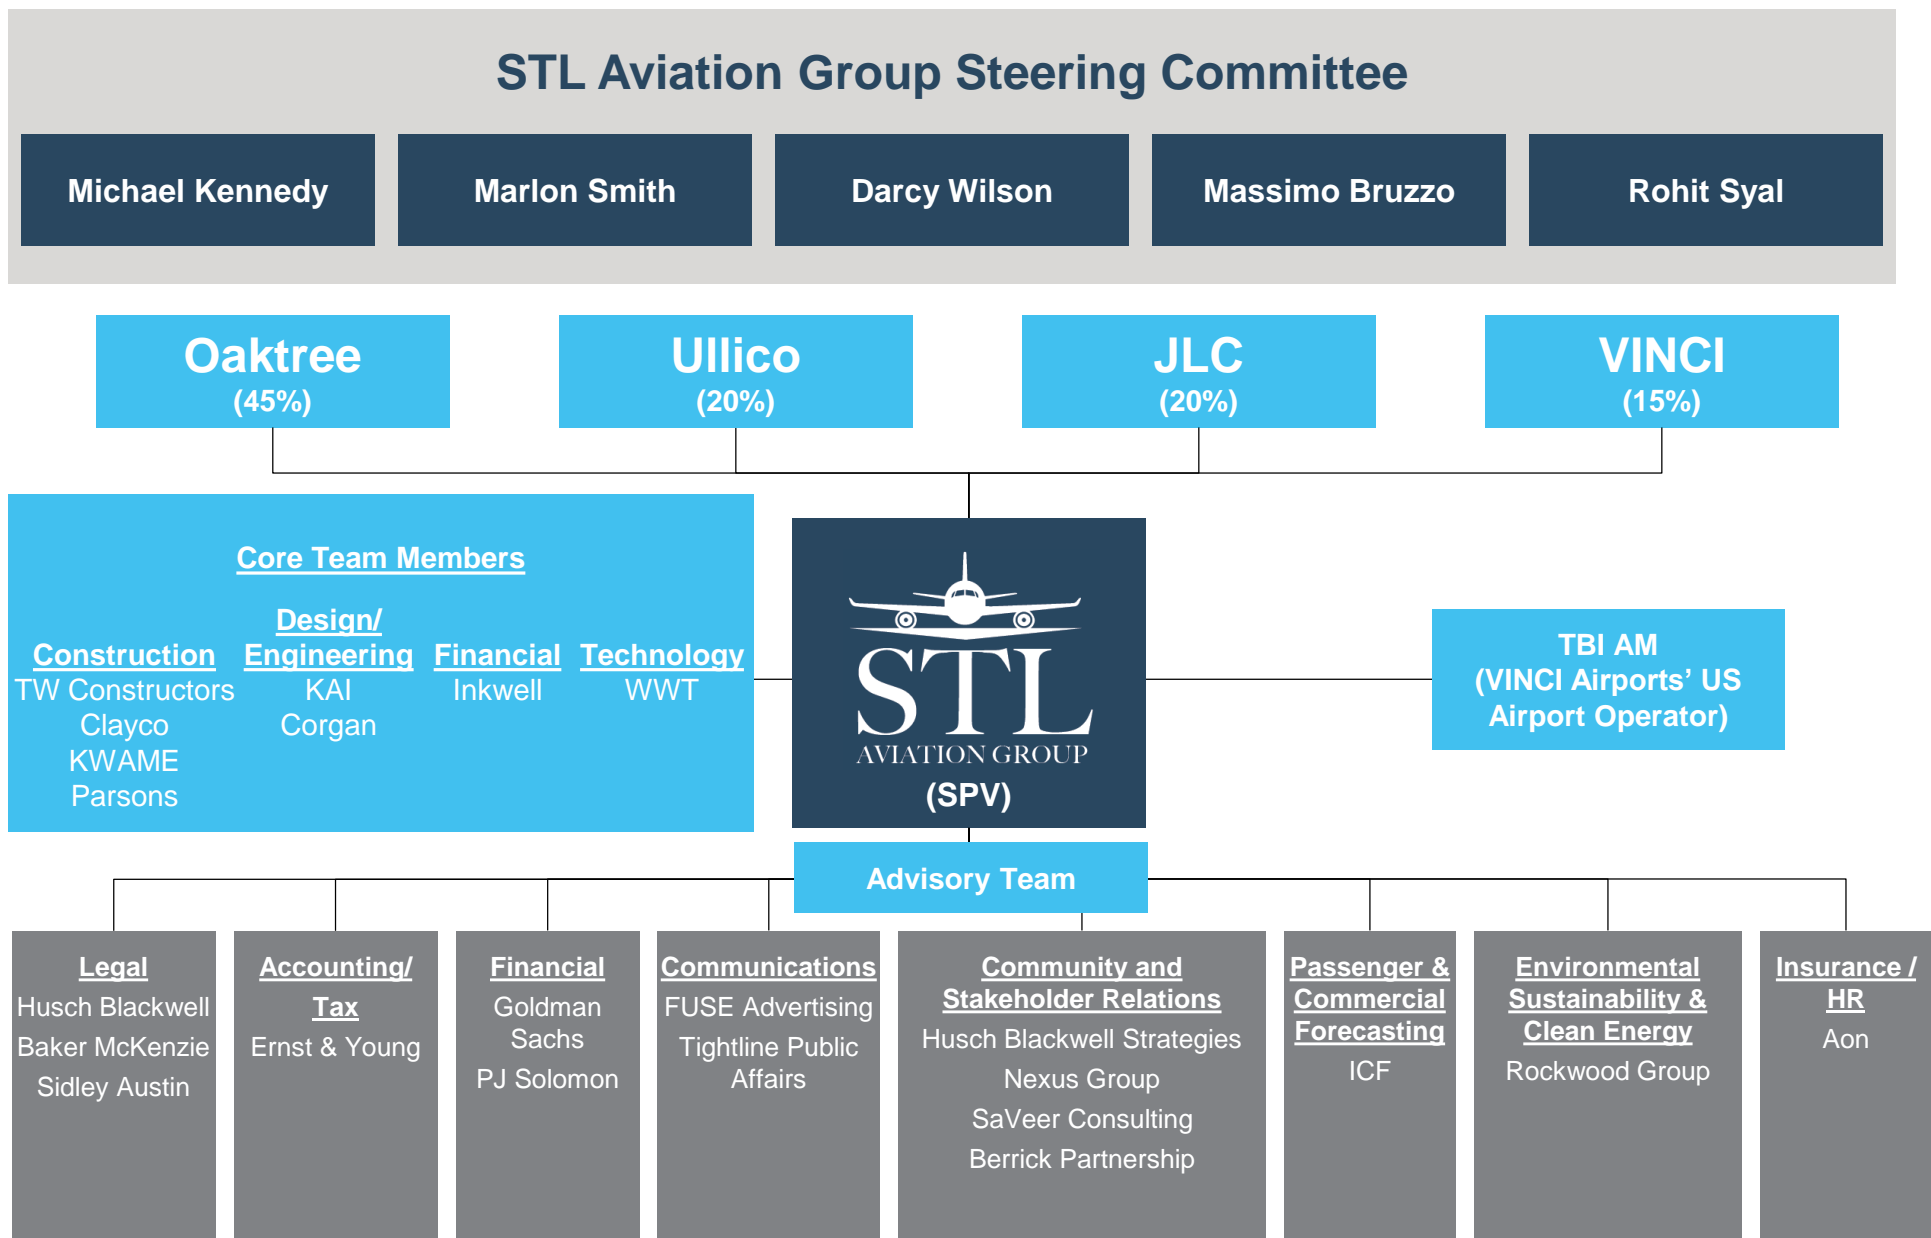 STL Aviation Group Steering Committee
Michael Kennedy
Marlon Smith
Darcy Wilson
Massimo Bruzzo
Rohit Syal
Oaktree
(45%)
Ullico
(20%)
JLC
(20%)
VINCI
(15%)
Core Team Members
Construction
TW Constructors
Clayco
KWAME
Parsons
Design/
Engineering
KAI
Corgan
Financial
Inkwell
Technology
WWT
STL
AVIATION GROUP
(SPV)
TBI AM
(VINCI Airports’ US
Airport Operator)
Advisory Team
Legal
Husch Blackwell
Baker McKenzie
Sidley Austin
Accounting/
Tax
Ernst & Young
Financial
Goldman
Sachs
PJ Solomon
Communications
FUSE Advertising
Tightline Public
Affairs
Community and
Stakeholder Relations
Husch Blackwell Strategies
Nexus Group
SaVeer Consulting
Berrick Partnership
Passenger &
Commercial
Forecasting
ICF
Environmental
Sustainability &
Clean Energy
Rockwood Group
Insurance /
HR
Aon